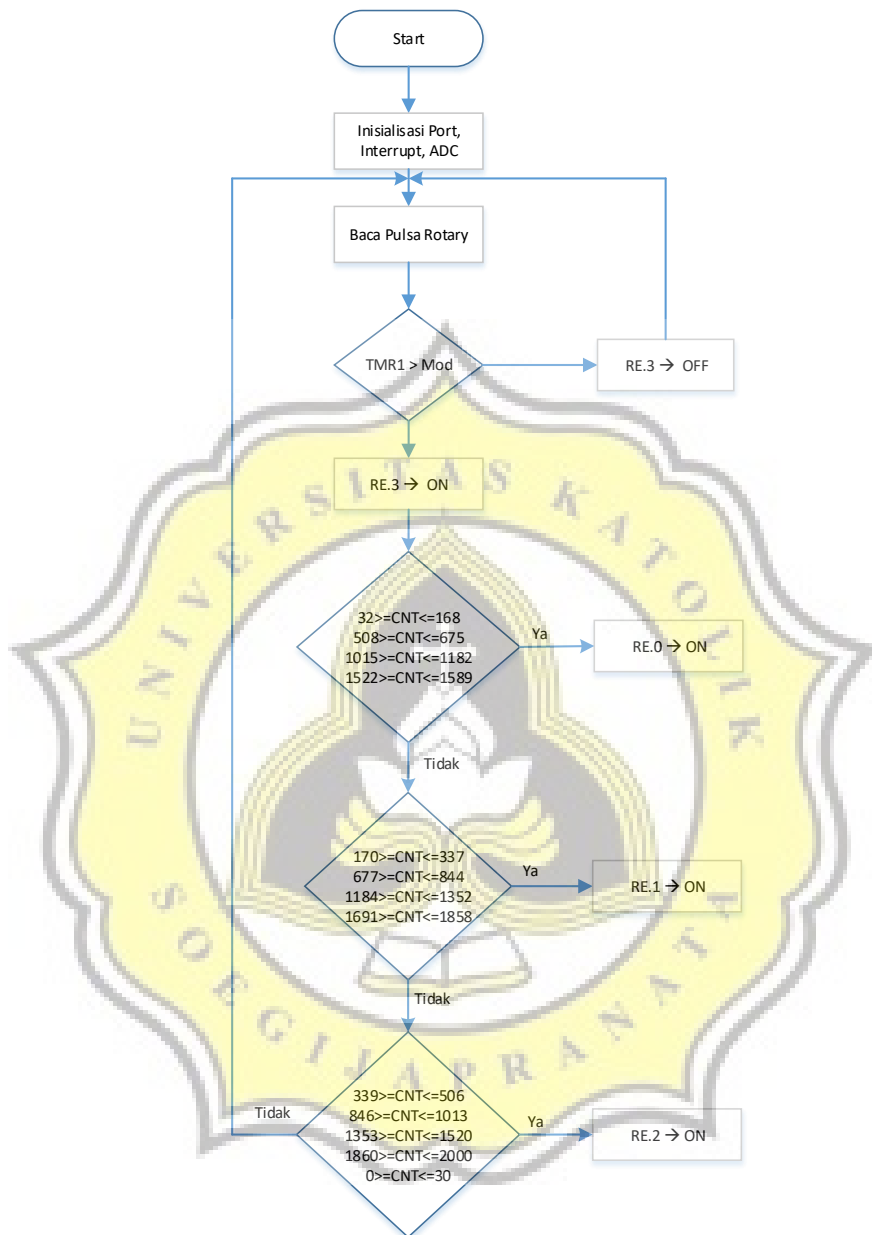 Start
Inisialisasi Port,
Interrupt, ADC
Baca Pulsa Rotary
TMR1 > Mod
RE.3 → OFF
RE.3 → ON
32>=CNT<=168
508>=CNT<=675
1015>=CNT<=1182
1522>=CNT<=1589
Ya
RE.0 → ON
Tidak
170>=CNT<=337
677>=CNT<=844
1184>=CNT<=1352
1691>=CNT<=1858
Ya
RE.1 → ON
Tidak
339>=CNT<=506
846>=CNT<=1013
1353>=CNT<=1520
1860>=CNT<=2000
0>=CNT<=30
Tidak
Ya
RE.2 → ON
UNIVERSITAS KATOLIK
SOEGIJAPRANATA